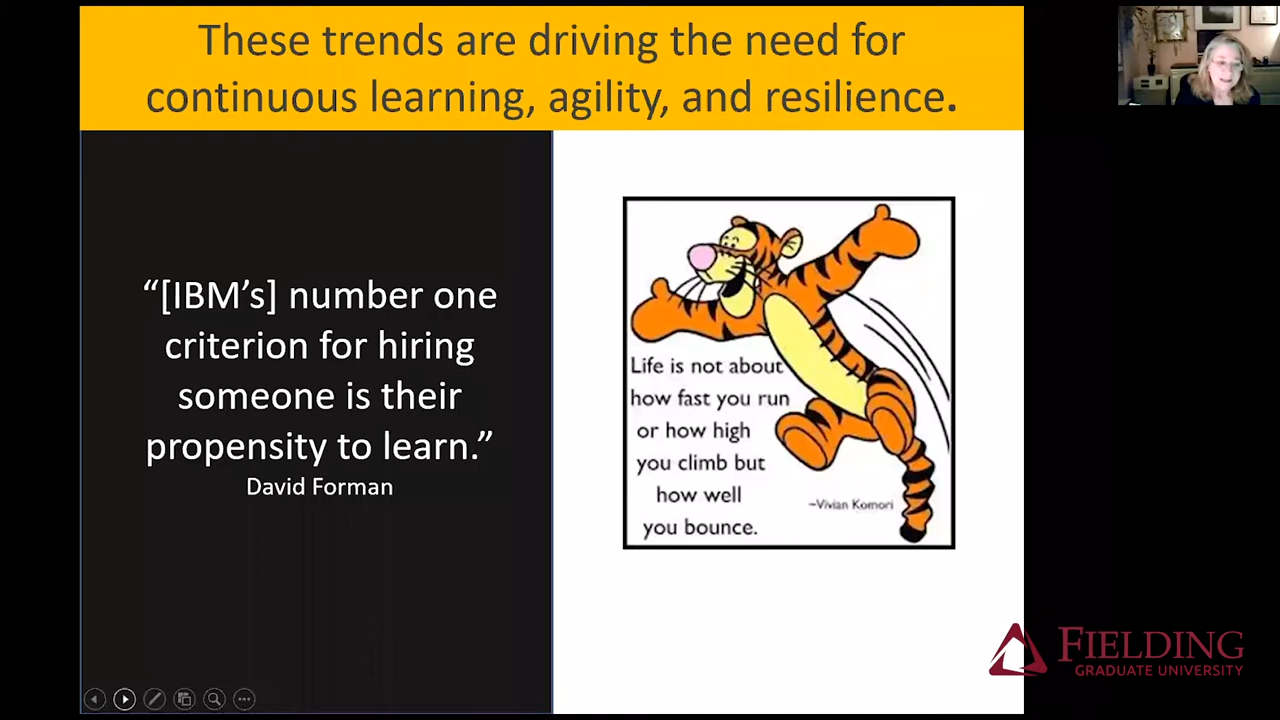 These trends are driving the need for
continuous learning, agility, and resilience.
“[IBM’s] number one
criterion for hiring
someone is their
propensity to learn.”
David Forman
Life is not about
how fast you run
or how high
you climb but
how well
you bounce.
~Vivian Komori
FIELDING
GRADUATE UNIVERSITY